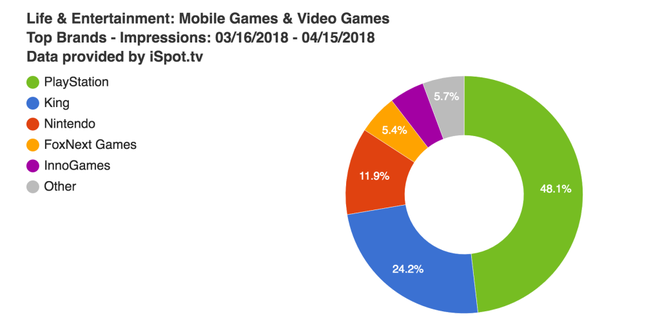 Life & Entertainment: Mobile Games & Video Games
Top Brands - Impressions: 03/16/2018 - 04/15/2018
Data provided by iSpot.tv
PlayStation
King
Nintendo
FoxNext Games
InnoGames
Other
5.7%
5.4%
11.9%
48.1%
24.2%